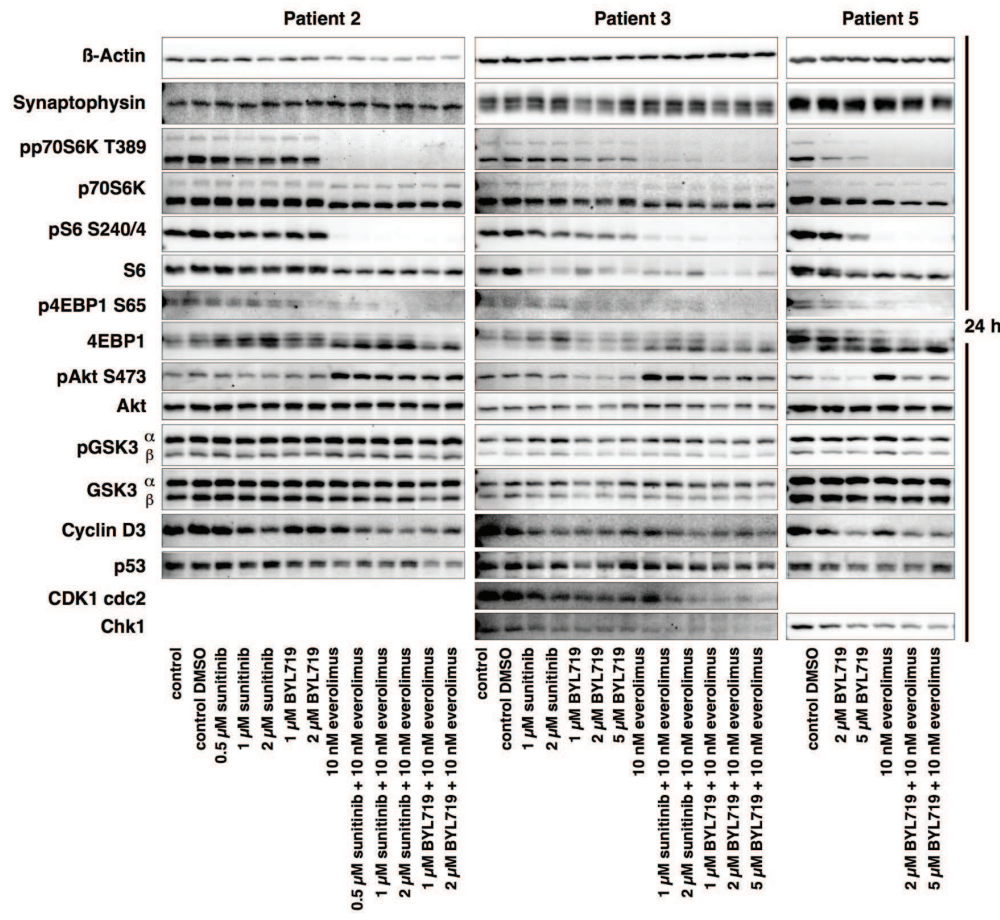 Patient 2 Patient 3 Patient 5
ß-Actin
Synaptophysin
pp70S6K T389
p70S6K
pS6 S240/4
S6
p4EBP1 S65
24 h
4EBP1
pAkt S473
Akt
pGSK3 α
β
GSK3 α
β
Cyclin D3
p53
CDK1 cdc2
Chk1
control
control DMSO
0.5 µM sunitinib
1 µM sunitinib
2 µM sunitinib
1 µM BYL719
2 µM BYL719
10 nM everolimus
0.5 µM sunitinib + 10 nM everolimus
1 µM sunitinib + 10 nM everolimus
2 µM sunitinib + 10 nM everolimus
1 µM BYL719 + 10 nM everolimus
2 µM BYL719 + 10 nM everolimus
control
control DMSO
1 µM sunitinib
2 µM sunitinib
1 µM BYL719
2 µM BYL719
5 µM BYL719
10 nM everolimus
1 µM sunitinib + 10 nM everolimus
2 µM sunitinib + 10 nM everolimus
1 µM BYL719 + 10 nM everolimus
2 µM BYL719 + 10 nM everolimus
5 µM BYL719 + 10 nM everolimus
control DMSO
2 µM BYL719
5 µM BYL719
10 nM everolimus
2 µM BYL719 + 10 nM everolimus
5 µM BYL719 + 10 nM everolimus